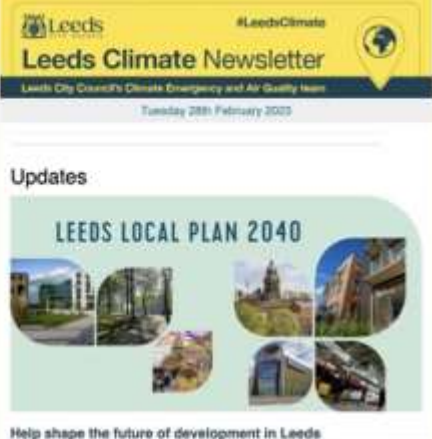 Leeds
#LeedsClimate
Leeds Climate Newsletter
Leeds City Council's Climate Emergency and Air Quality team
Tuesday 28th February 2023
Updates
LEEDS LOCAL PLAN 2040
Help shape the future of development in Leeds